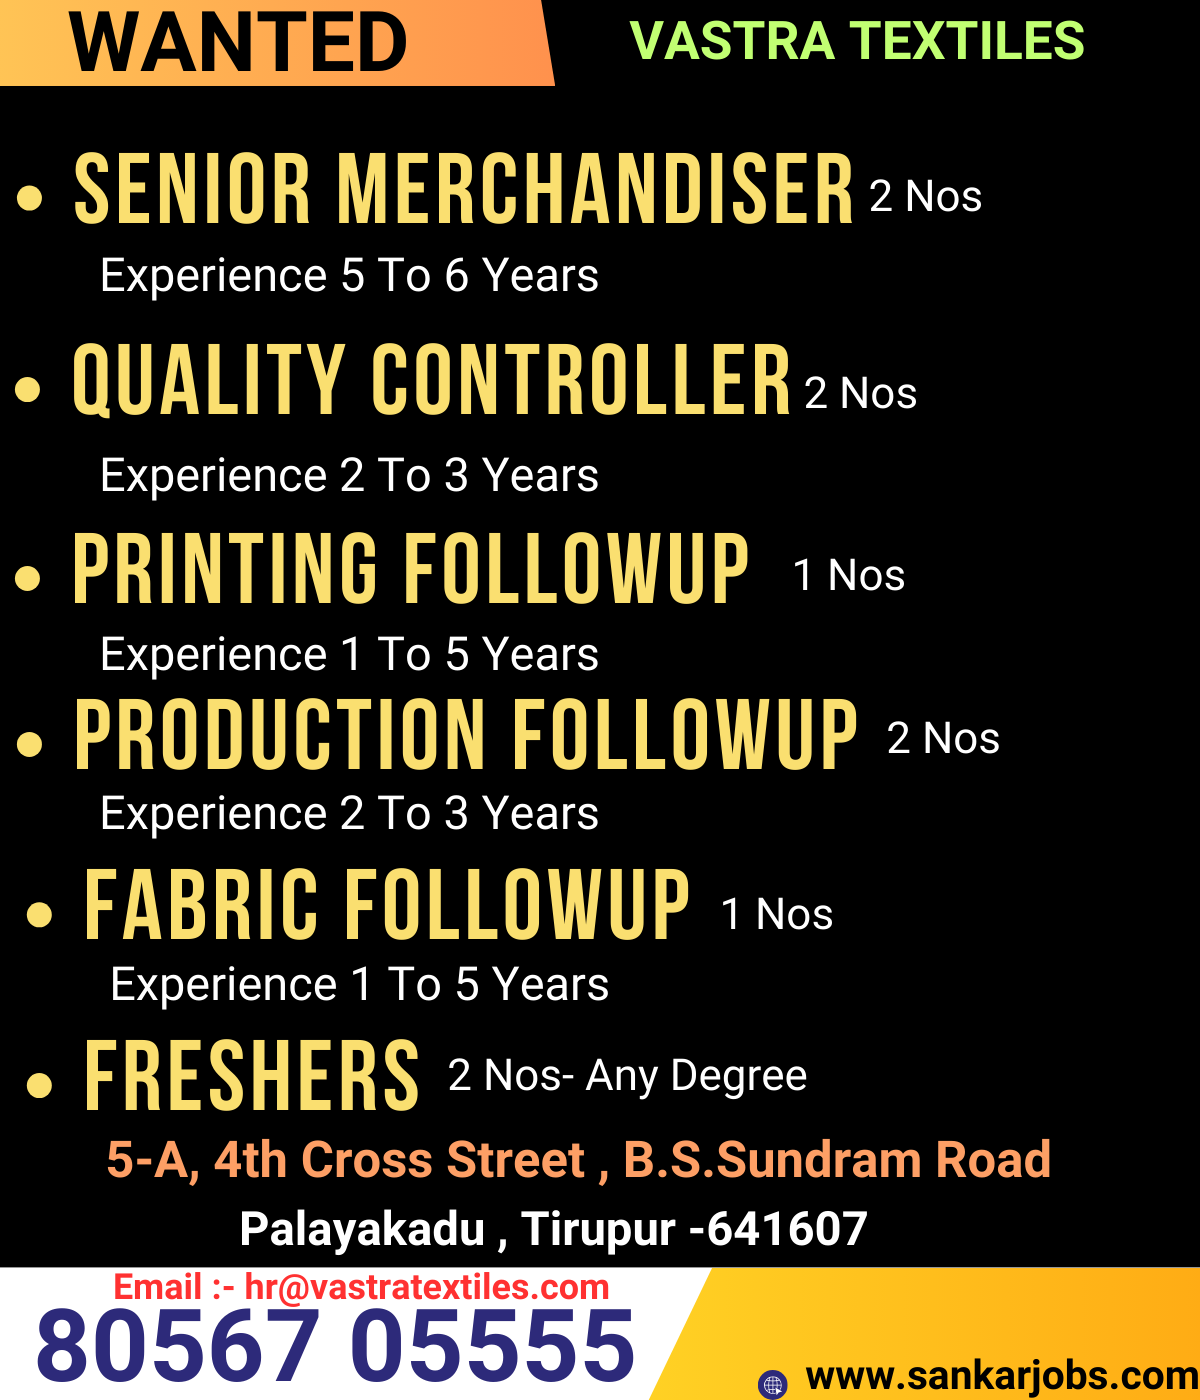 WANTED
VASTRA TEXTILES
• SENIOR MERCHANDISER 2 Nos
Experience 5 To 6 Years
• QUALITY CONTROLLER 2 Nos
Experience 2 To 3 Years
• PRINTING FOLLOWUP 1 Nos
Experience 1 To 5 Years
• PRODUCTION FOLLOWUP 2 Nos
Experience 2 To 3 Years
• FABRIC FOLLOWUP 1 Nos
Experience 1 To 5 Years
• FRESHERS 2 Nos- Any Degree
5-A, 4th Cross Street , B.S.Sundram Road
Palayakadu , Tirupur -641607
Email :- hr@vastratextiles.com
80567 05555
www.sankarjobs.com